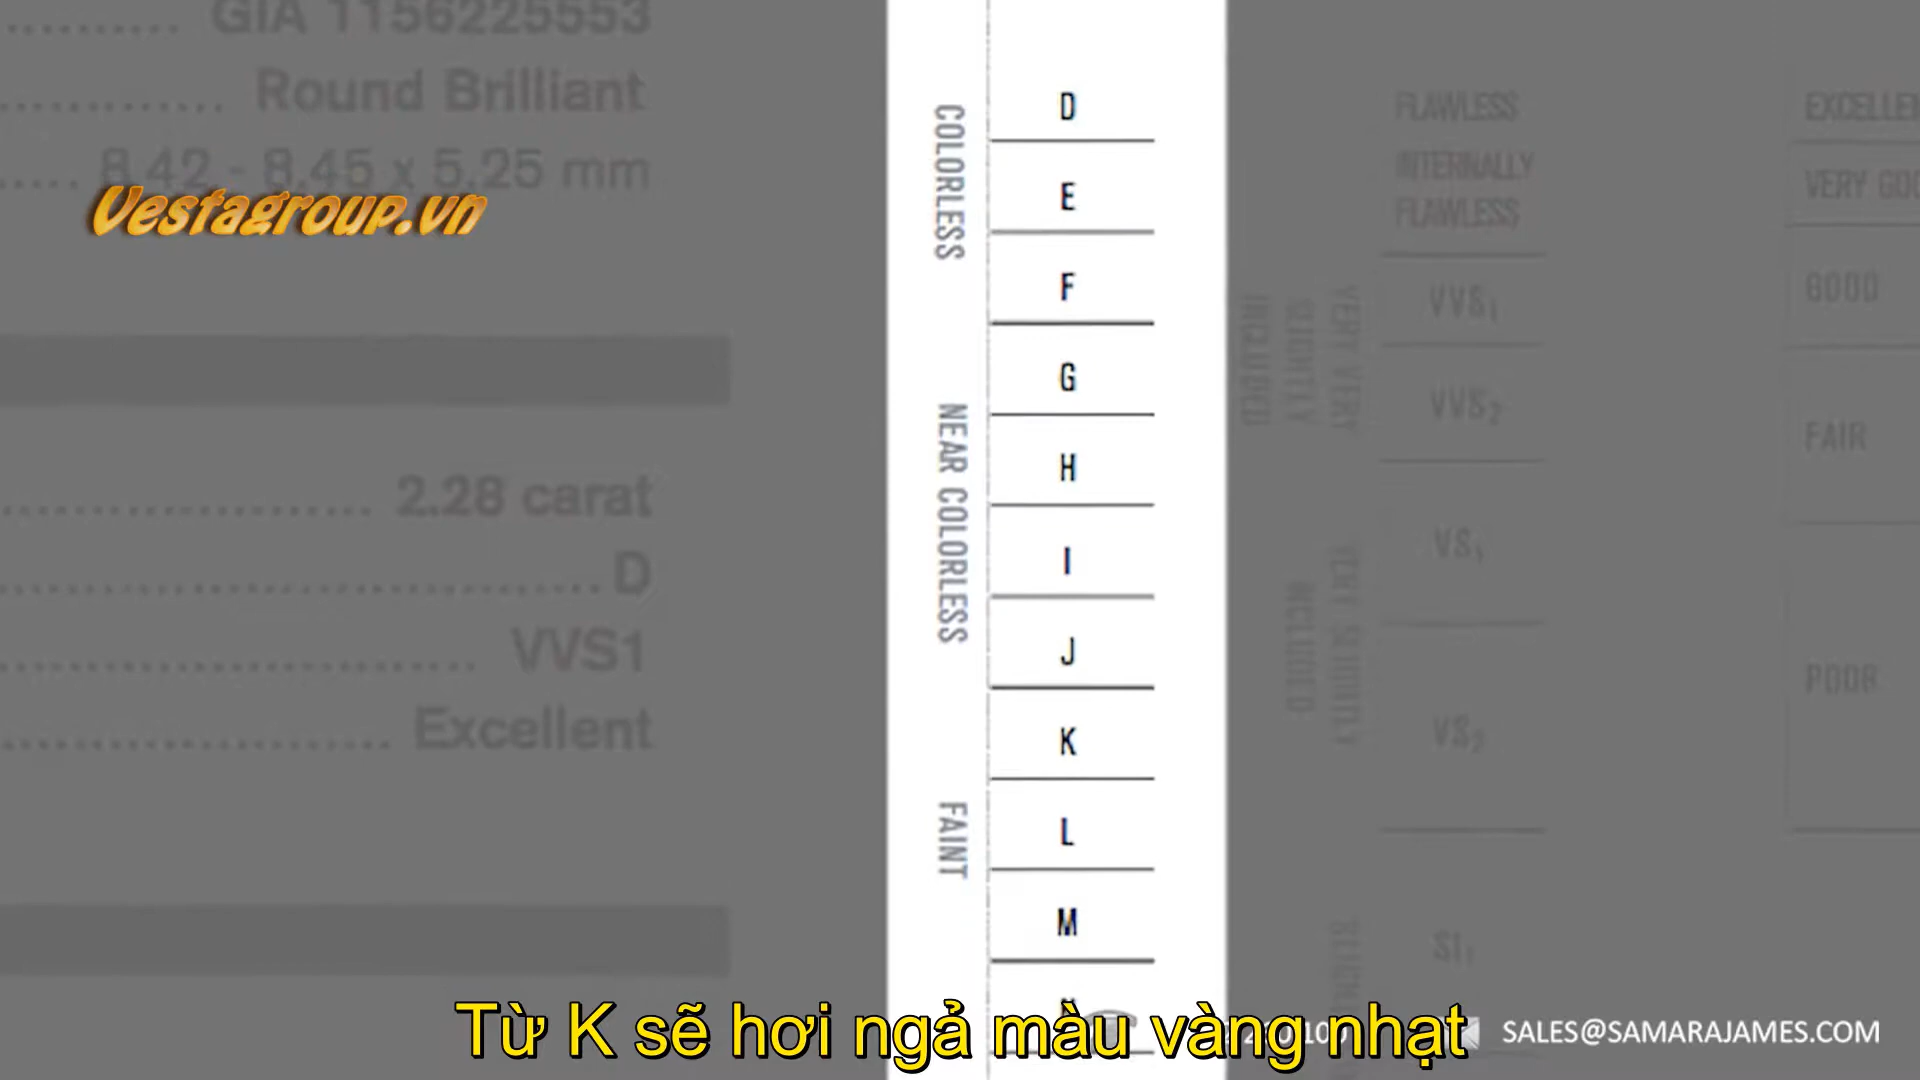 GIA 1156225553
Round Brilliant
8.42 - 8.45 x 5.25 mm
Vestagroup.vn
2.28 carat
D
VVS1
Excellent
COLORLESS
NEAR COLORLESS
FAINT
D
E
F
G
H
I
J
K
L
M
FLAWLESS
INTERNALLY
FLAWLESS
VERY VERY
SLIGHTLY
INCLUDED
VVS1
VVS2
VERY SLIGHTLY
INCLUDED
VS1
VS2
SI1
VERY
GOOD
FAIR
POOR
Từ K sẽ hơi ngả màu vàng nhạt
SALES@SAMARAJAMES.COM